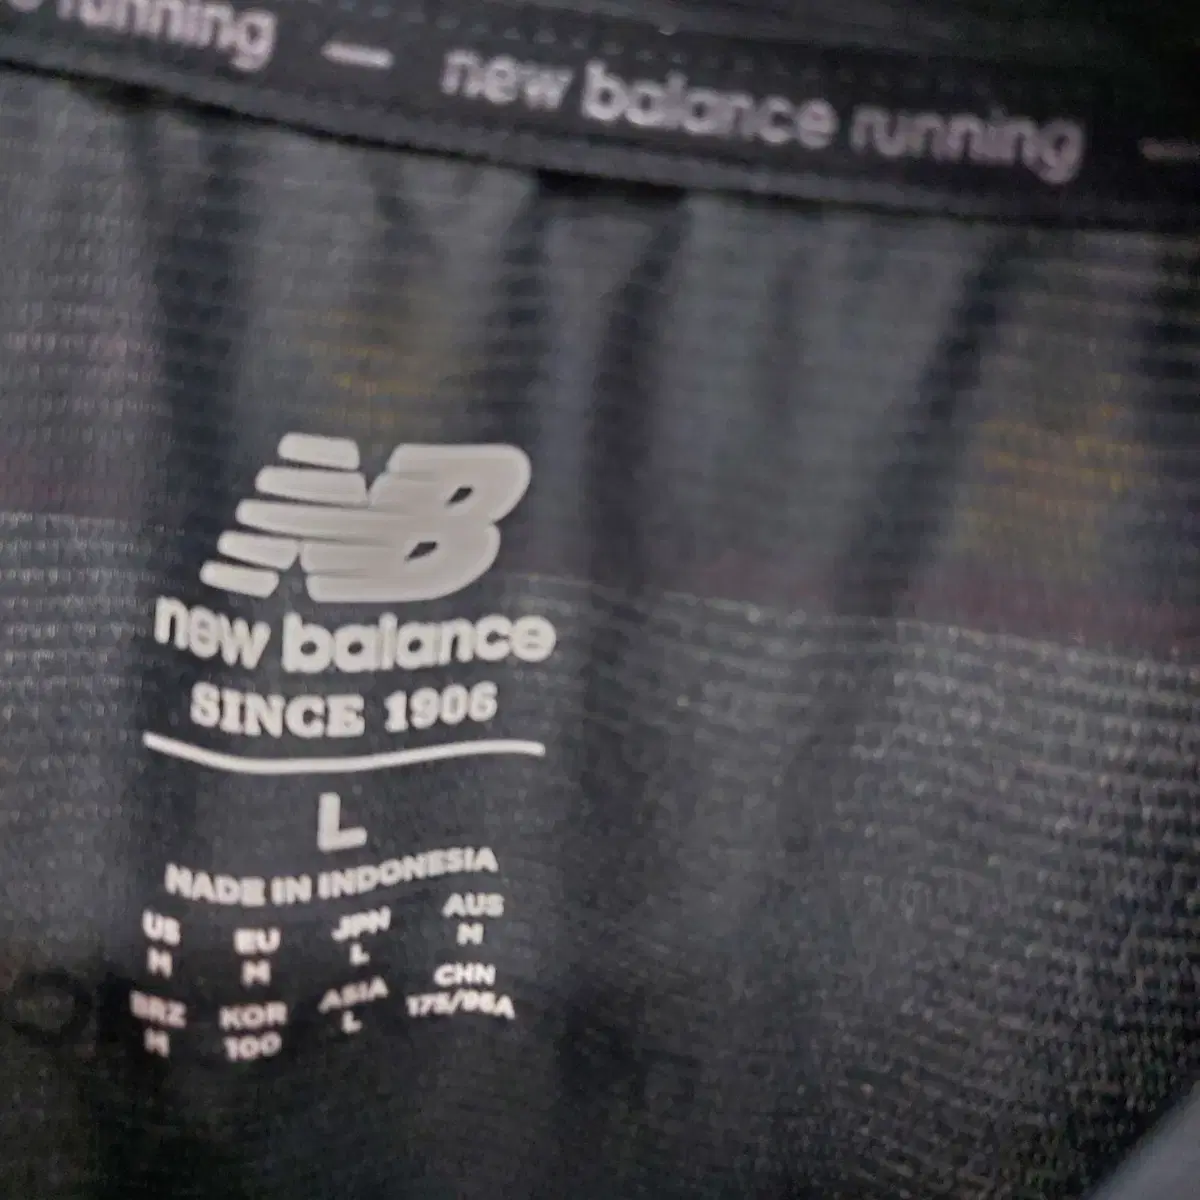 running — new balance running —
NB
new balance
SINCE 1906
L
MADE IN INDONESIA
US EU JPN AUS
M M L M
BRZ KOR ASIA CHN
M 100 L 175/96A